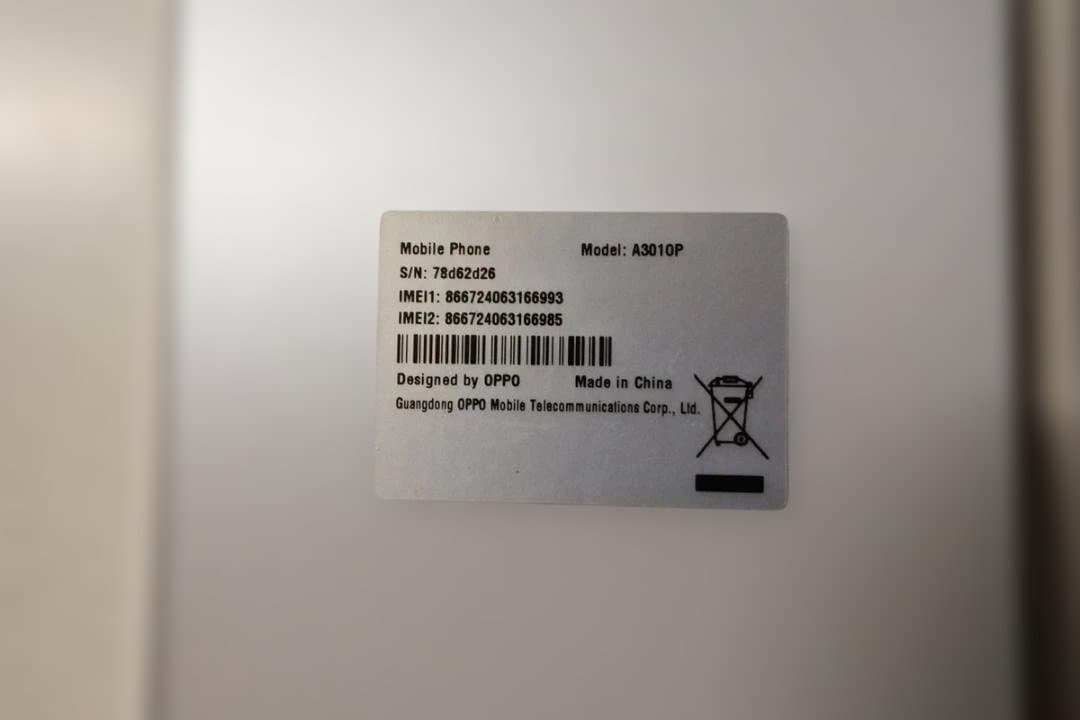 Mobile Phone Model: A3010P
S/N: 78d62d26
IMEI1: 866724063166993
IMEI2: 866724063166985
Designed by OPPO Made in China
Guangdong OPPO Mobile Telecommunications Corp., Ltd.